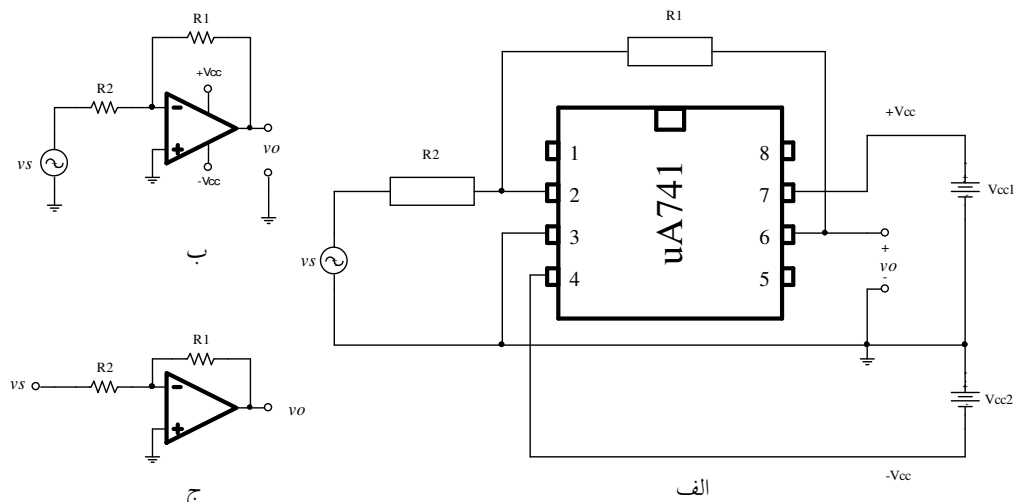 R1
+Vcc
R2
-Vcc
vs
vo
ب
R1
R2
vs
vo
ج
R1
R2
vs
uA741
1
2
3
4
8
7
6
5
+Vcc
+
-
Vcc1
+
vo
-
+
-
Vcc2
-Vcc
الف